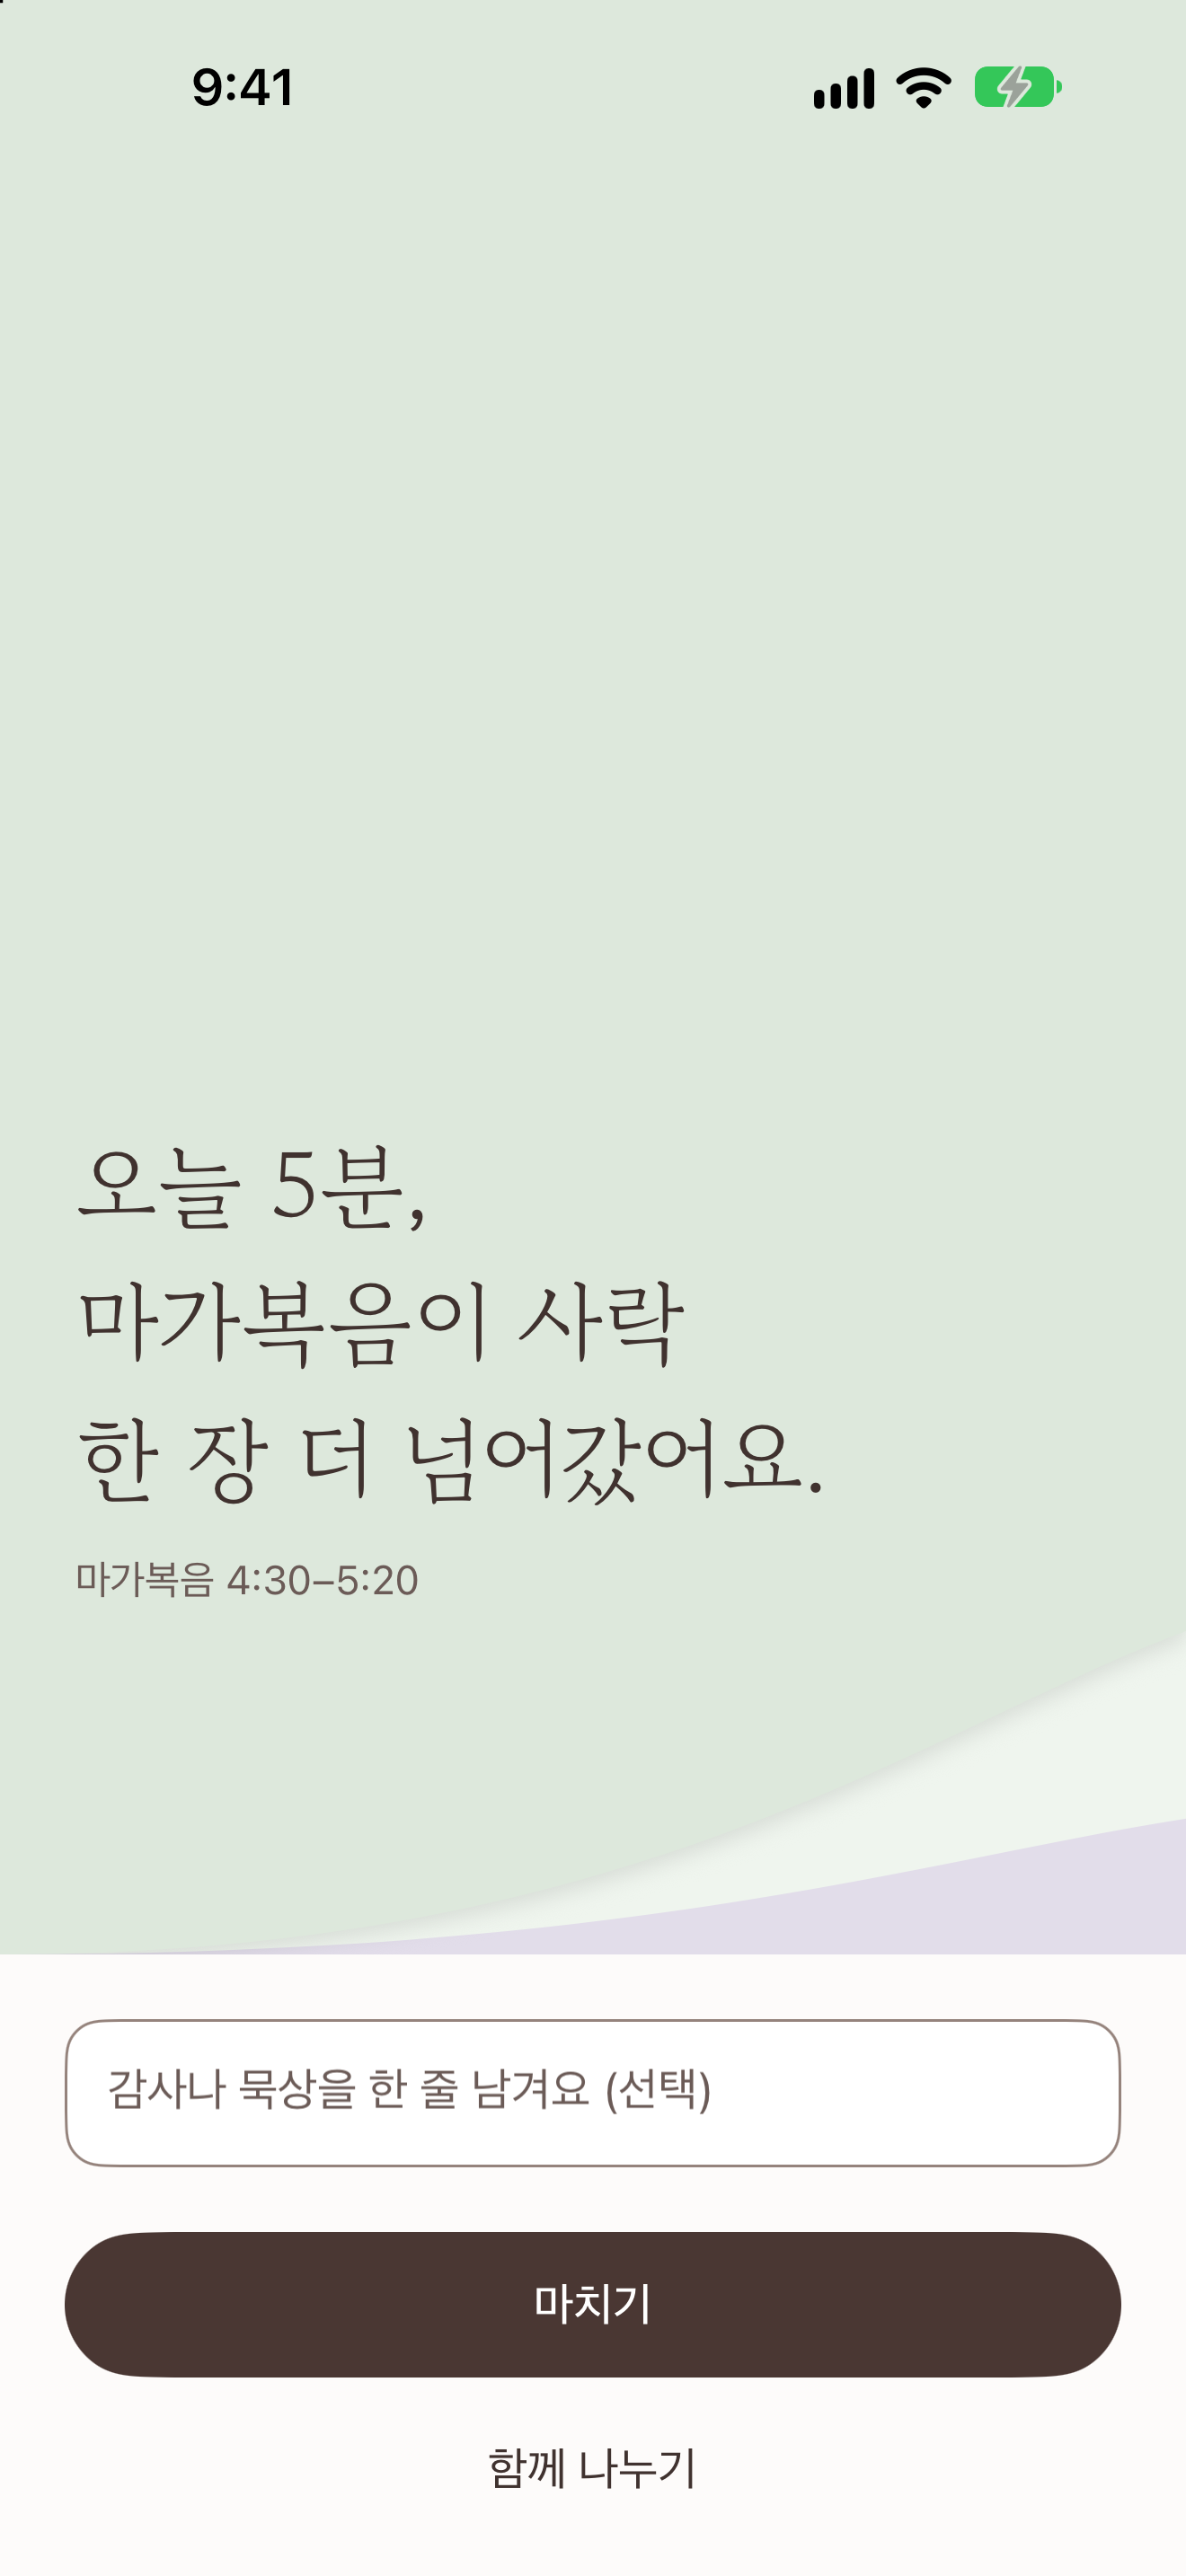 9:41
오늘 5분,
마가복음이 사락
한 장 더 넘어갔어요.
마가복음 4:30–5:20
감사나 묵상을 한 줄 남겨요 (선택)
마치기
함께 나누기